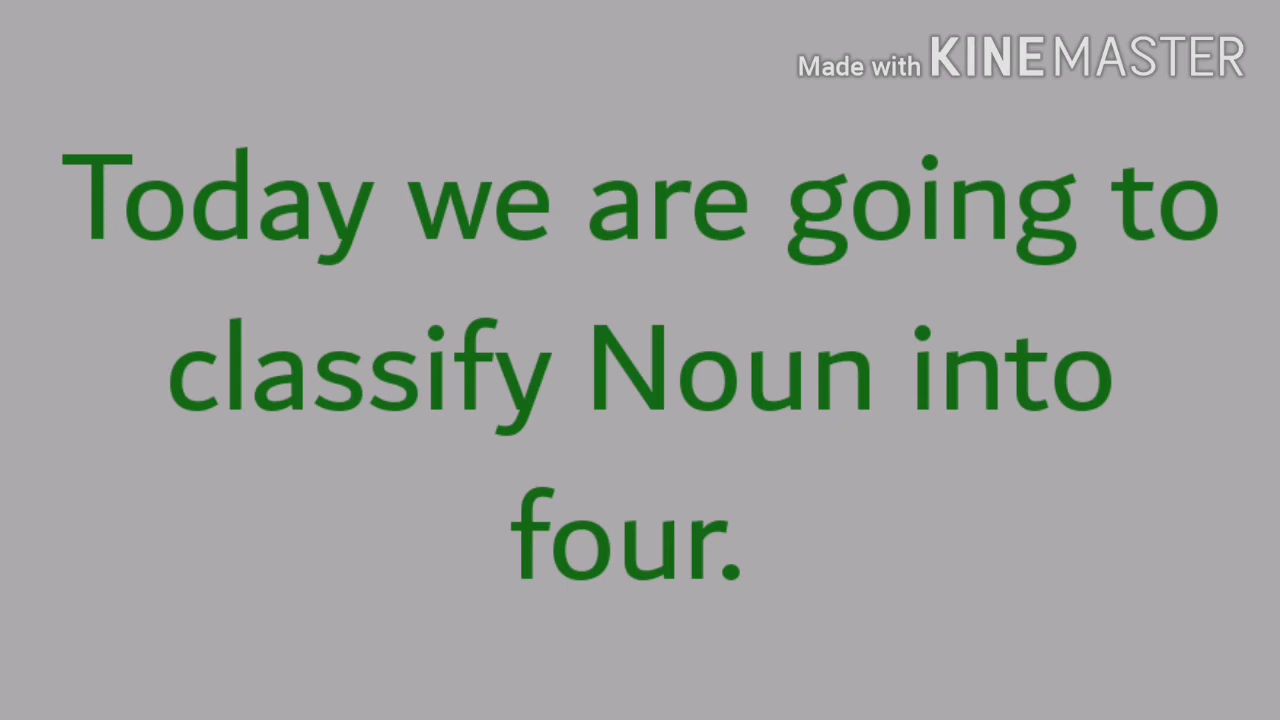 Made with KINEMASTER
Today we are going to
classify Noun into
four.